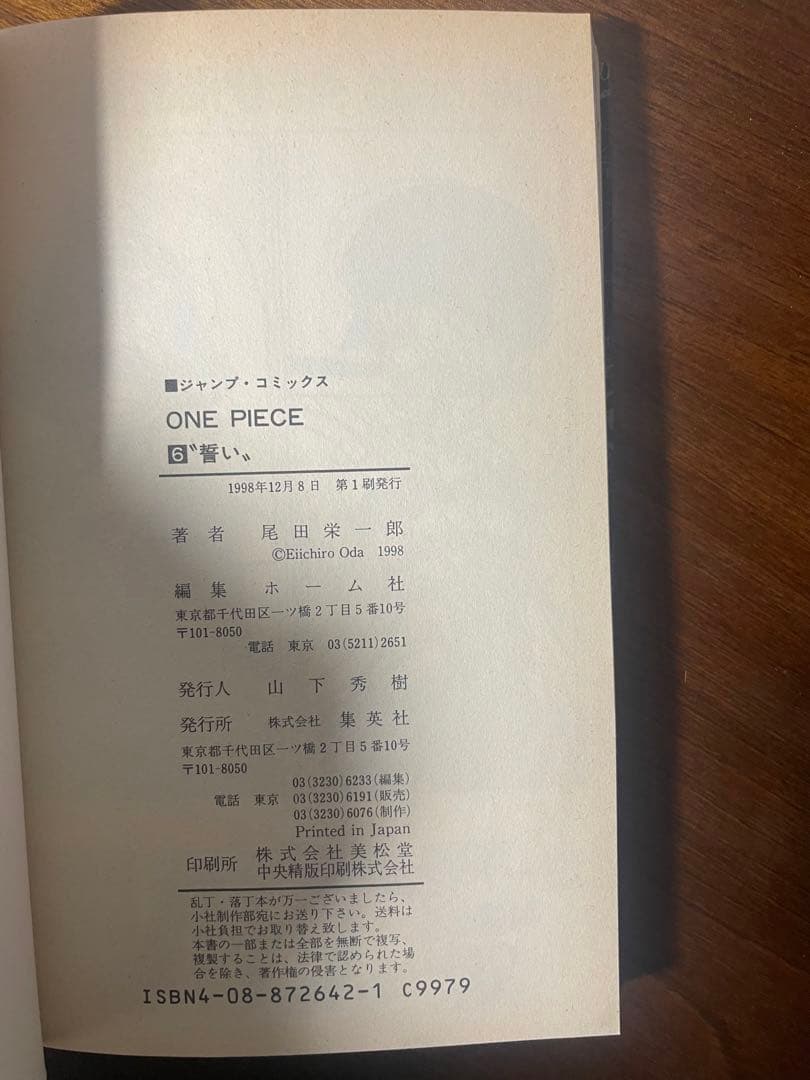 ■ジャンプ・コミックス
ONE PIECE
6〝誓い〟
1998年12月8日 第1刷発行
著者 尾田栄一郎
©Eiichiro Oda 1998
編集 ホーム社
東京都千代田区一ツ橋2丁目5番10号
〒101-8050
電話 東京 03(5211)2651
発行人 山下秀樹
発行所 株式会社 集英社
東京都千代田区一ツ橋2丁目5番10号
〒101-8050
03(3230)6233(編集)
電話 東京 03(3230)6191(販売)
03(3230)6076(制作)
Printed in Japan
印刷所 株式会社美松堂
中央精版印刷株式会社
乱丁・落丁本が万一ございましたら、
小社制作部宛にお送り下さい。送料は
小社負担でお取り替え致します。
本書の一部または全部を無断で複写、
複製することは、法律で認められた場
合を除き、著作権の侵害となります。
ISBN4-08-872642-1 C9979